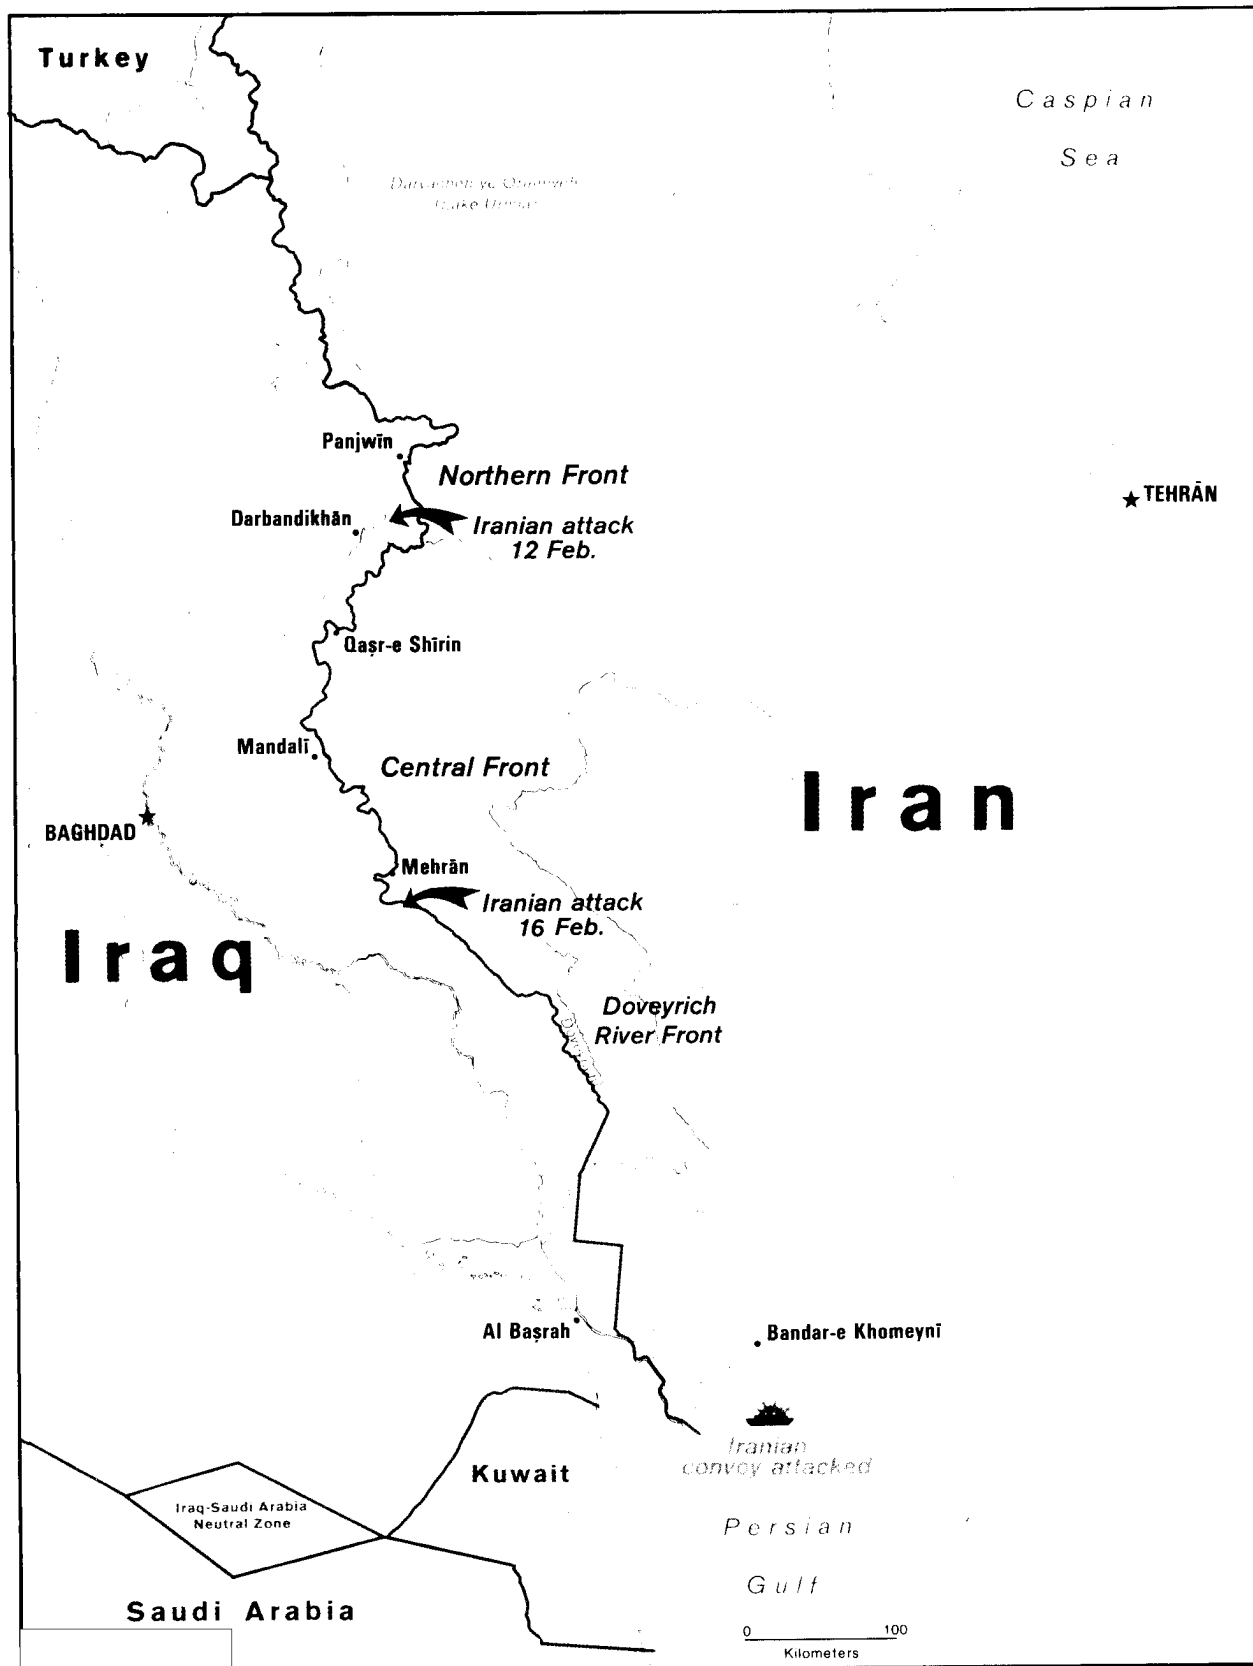 Turkey
Caspian
Sea
Panjwīn
Northern Front
TEHRĀN
Darbandikhān
Iranian attack
12 Feb.
Qaṣr-e Shīrin
Mandalī
Central Front
Iran
BAGHDAD
Mehrān
Iranian attack
16 Feb.
Iraq
Doveyrich
River Front
Al Baṣrah
Bandar-e Khomeynī
Iranian
convoy attacked
Kuwait
Iraq-Saudi Arabia
Neutral Zone
Persian
Gulf
Saudi Arabia
0 100
Kilometers